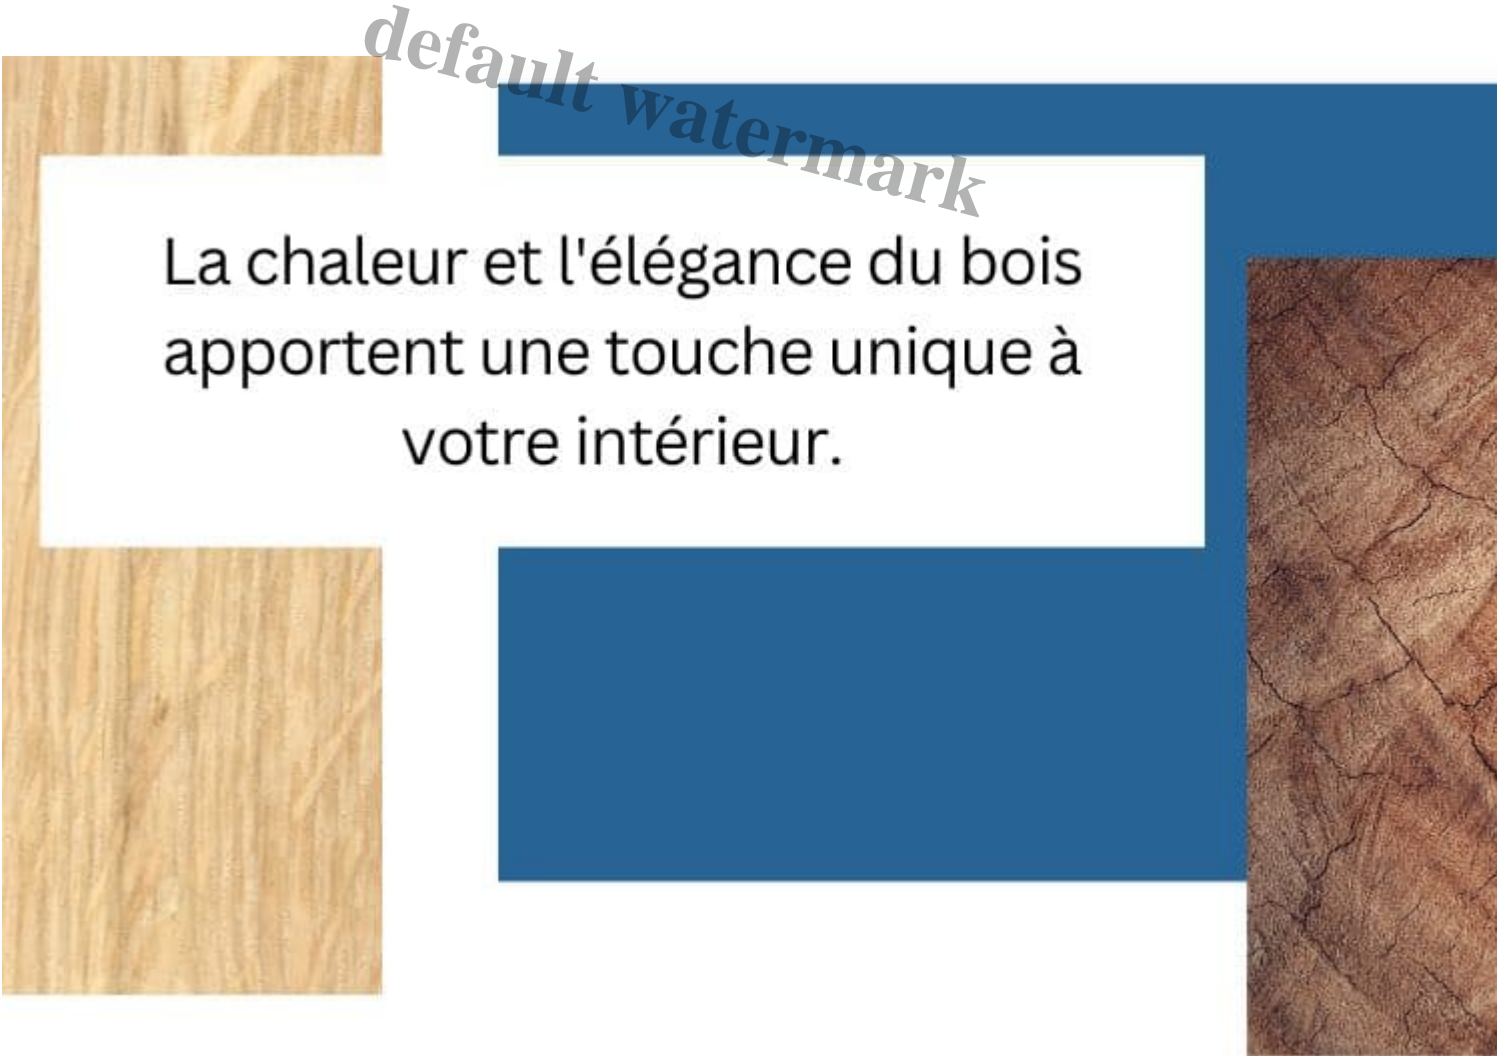 default watermark
La chaleur et l'élégance du bois
apportent une touche unique à
votre intérieur.